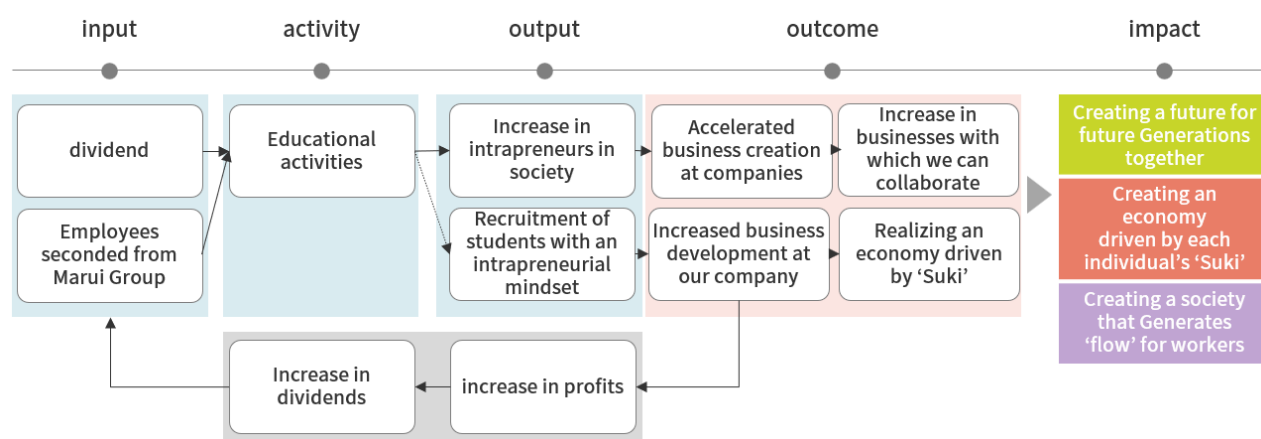 input
activity
output
outcome
impact
dividend
Employees
seconded from
Marui Group
Educational
activities
Increase in
intrapreneurs in
society
Recruitment of
students with an
intrapreneurial
mindset
Accelerated
business creation
at companies
Increase in
businesses with
which we can
collaborate
Increased business
development at
our company
Realizing an
economy driven
by ‘Suki’
Creating a future for
future Generations
together
Creating an
economy
driven by each
individual’s ‘Suki’
Creating a society
that Generates
‘flow’ for workers
Increase in
dividends
increase in profits